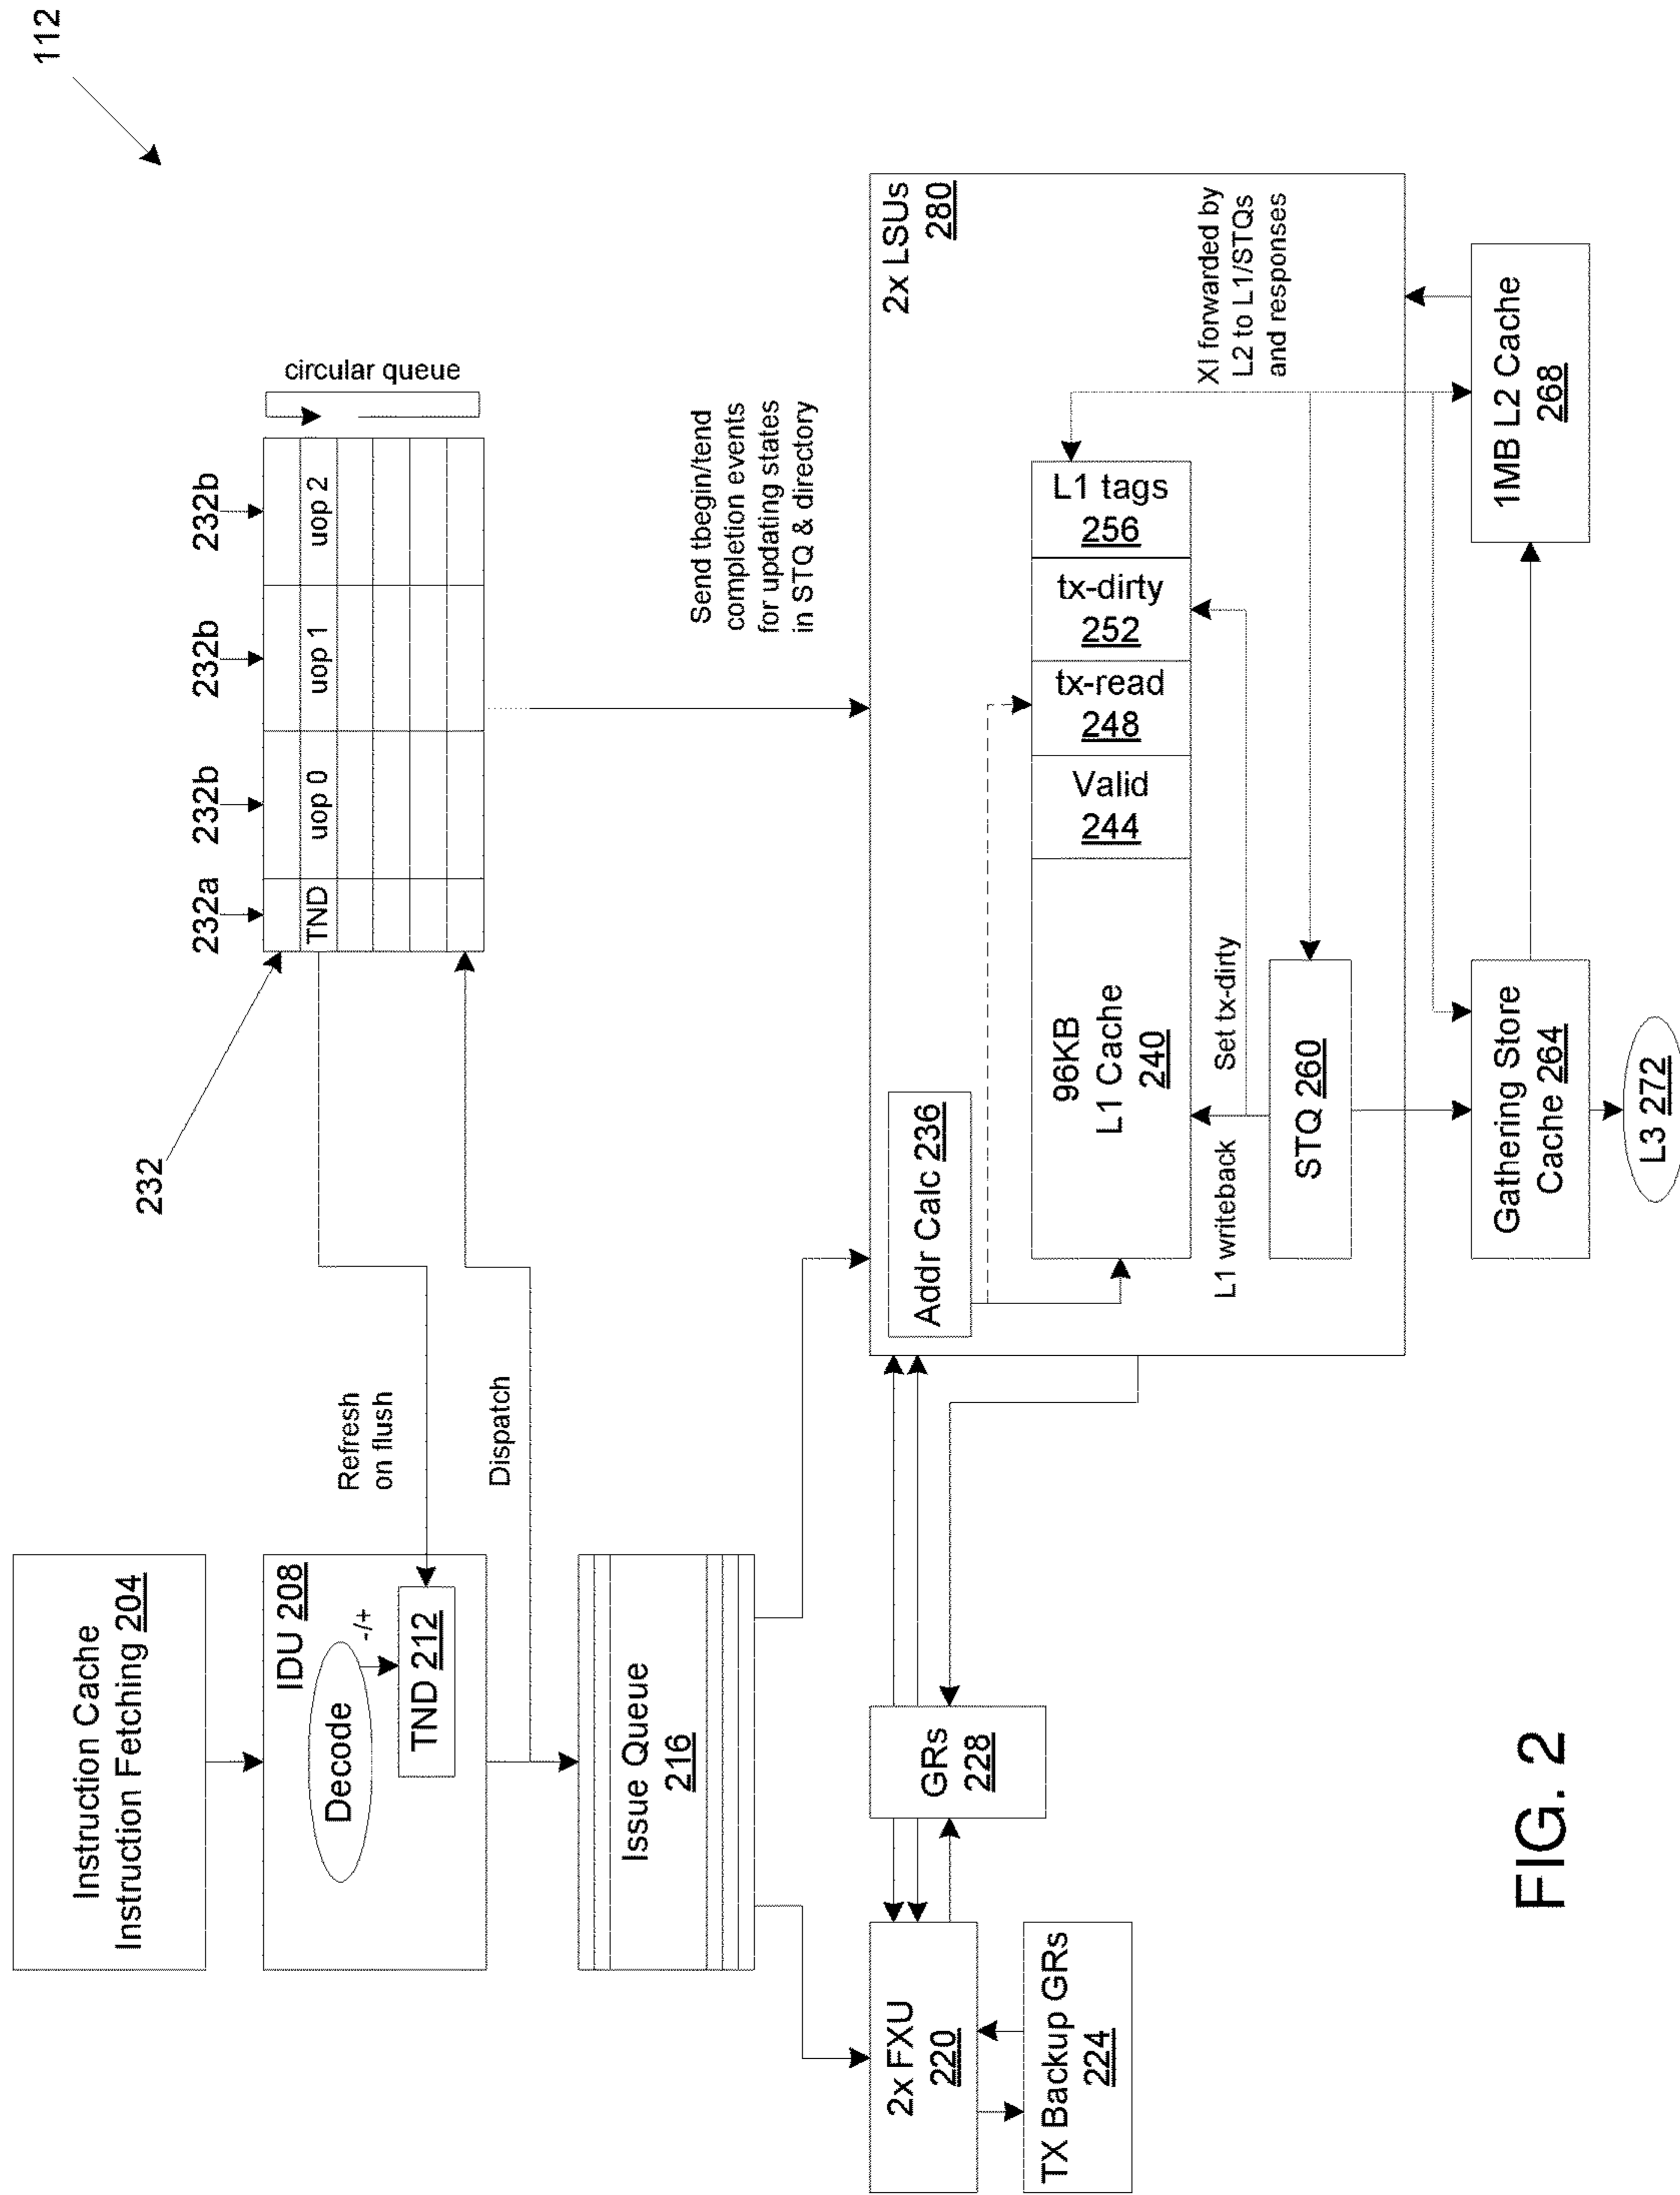 112
Instruction Cache
Instruction Fetching 204
IDU 208
Decode
-/+
TND 212
Refresh
on flush
Dispatch
232
232a
232b
232b
232b
TND
uop 0
uop 1
uop 2
circular queue
Issue Queue
216
Send tbegin/tend
completion events
for updating states
in STQ & directory
2x FXU
220
TX Backup GRs
224
GRs
228
2x LSUs
280
Addr Calc 236
96KB
L1 Cache
240
Valid
244
tx-read
248
tx-dirty
252
L1 tags
256
L1 writeback
Set tx-dirty
XI forwarded by
L2 to L1/STQs
and responses
STQ 260
Gathering Store
Cache 264
1MB L2 Cache
268
L3 272
FIG. 2